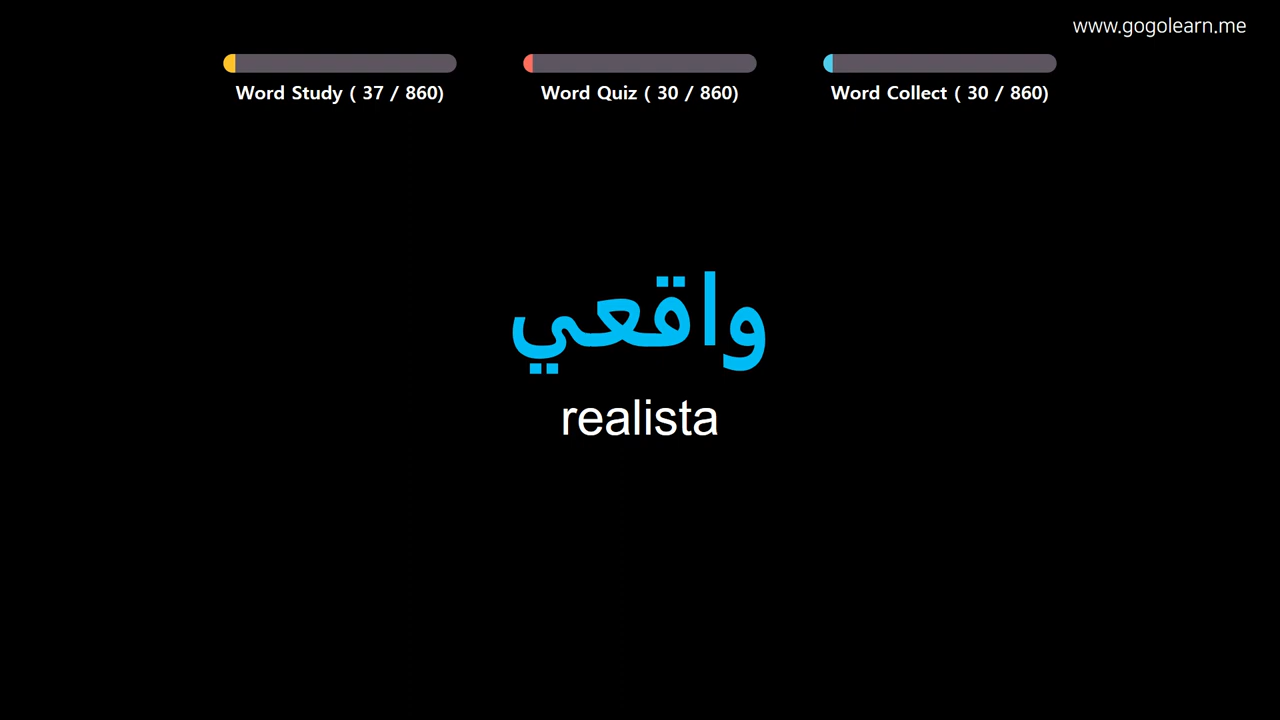 www.gogolearn.me
Word Study ( 37 / 860)
Word Quiz ( 30 / 860)
Word Collect ( 30 / 860)
واقعي
realista